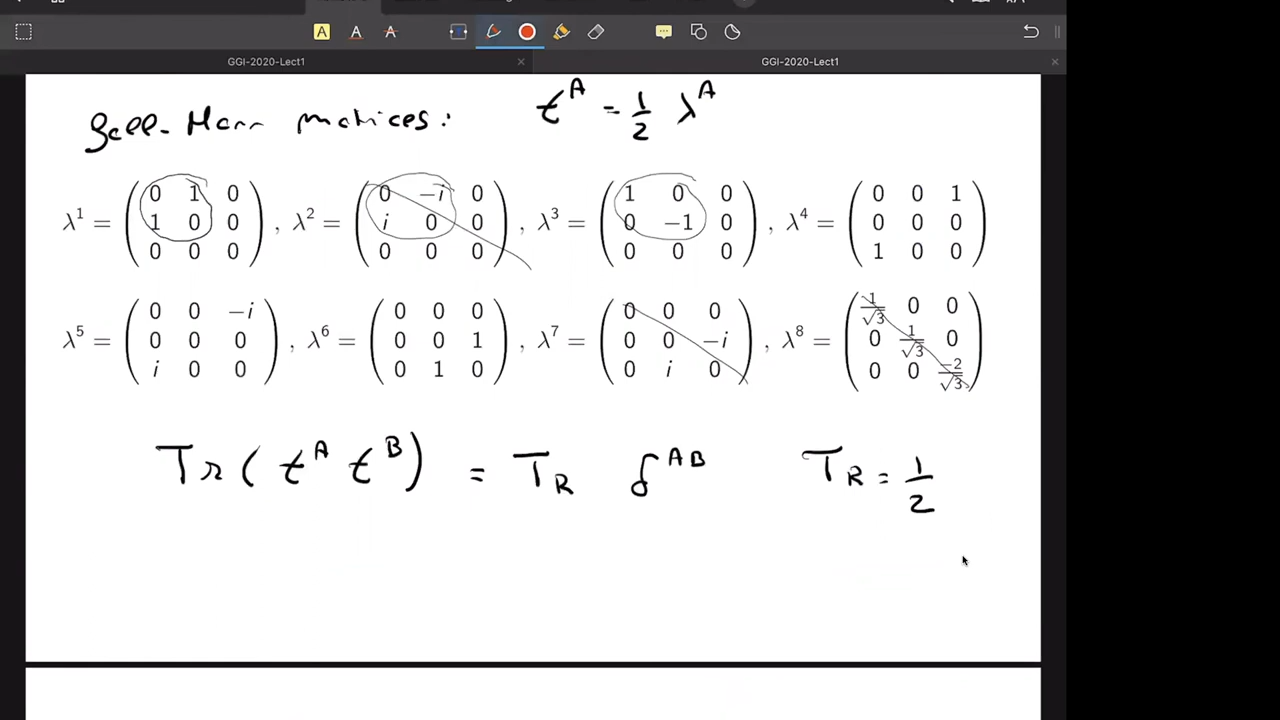 GGI-2020-Lect1 GGI-2020-Lect1
Gell-Mann matrices: t^A = 1/2 λ^A
λ^1 = ( 0 1 0 ; 1 0 0 ; 0 0 0 ) , λ^2 = ( 0 −i 0 ; i 0 0 ; 0 0 0 ) , λ^3 = ( 1 0 0 ; 0 −1 0 ; 0 0 0 ) , λ^4 = ( 0 0 1 ; 0 0 0 ; 1 0 0 )
λ^5 = ( 0 0 −i ; 0 0 0 ; i 0 0 ) , λ^6 = ( 0 0 0 ; 0 0 1 ; 0 1 0 ) , λ^7 = ( 0 0 0 ; 0 0 −i ; 0 i 0 ) , λ^8 = ( 1/√3 0 0 ; 0 1/√3 0 ; 0 0 −2/√3 )
Tr( t^A t^B ) = T_R δ^AB T_R = 1/2